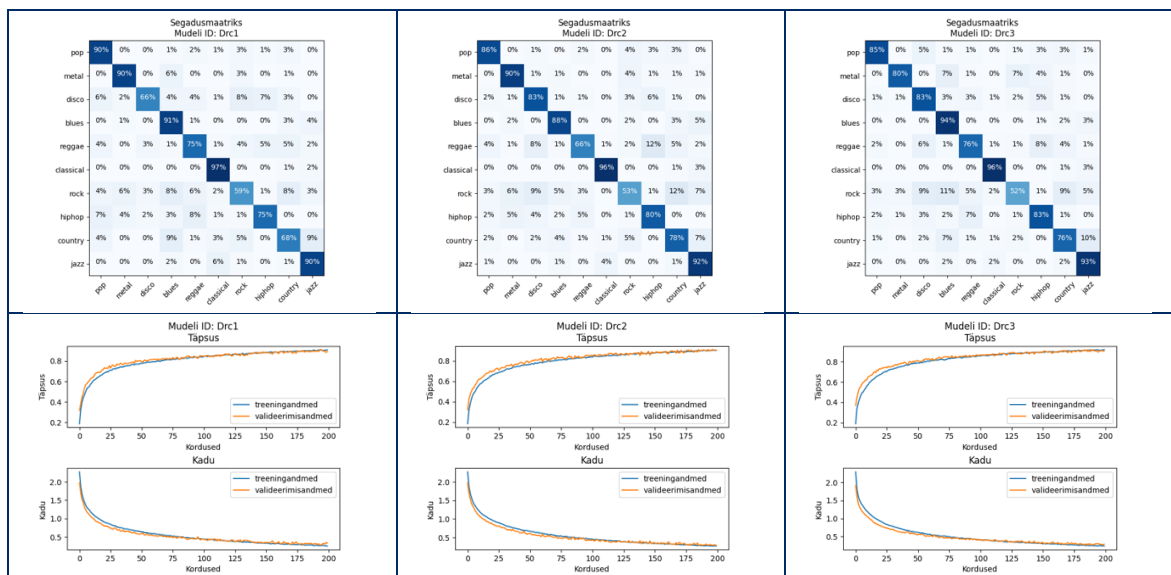 Segadusmaatriks
Mudeli ID: Drc1
pop 90% 0% 0% 1% 2% 1% 3% 1% 3% 0%
metal 0% 90% 0% 6% 0% 0% 3% 0% 1% 0%
disco 6% 2% 66% 4% 4% 1% 8% 7% 3% 0%
blues 0% 1% 0% 91% 0% 0% 0% 0% 3% 4%
reggae 4% 0% 3% 1% 75% 1% 4% 5% 5% 2%
classical 0% 0% 0% 0% 0% 97% 0% 0% 1% 2%
rock 4% 6% 3% 8% 6% 2% 59% 1% 8% 3%
hiphop 7% 4% 2% 3% 8% 1% 1% 75% 0% 0%
country 4% 0% 0% 9% 1% 3% 5% 0% 68% 9%
jazz 0% 0% 0% 2% 0% 6% 1% 0% 1% 90%
pop metal disco blues reggae classical rock hiphop country jazz
Segadusmaatriks
Mudeli ID: Drc2
pop 86% 0% 1% 0% 2% 0% 1% 3% 3% 0%
metal 0% 90% 1% 1% 0% 0% 4% 1% 1% 0%
disco 2% 1% 83% 1% 0% 0% 3% 6% 1% 0%
blues 0% 2% 0% 88% 0% 2% 0% 0% 3% 5%
reggae 4% 1% 8% 1% 66% 1% 2% 12% 5% 2%
classical 0% 0% 0% 0% 0% 96% 0% 0% 1% 3%
rock 3% 6% 9% 5% 3% 0% 53% 1% 12% 7%
hiphop 2% 5% 4% 2% 5% 0% 1% 80% 1% 0%
country 2% 0% 2% 2% 1% 1% 5% 0% 78% 7%
jazz 1% 0% 0% 1% 0% 4% 0% 0% 1% 92%
pop metal disco blues reggae classical rock hiphop country jazz
Segadusmaatriks
Mudeli ID: Drc3
pop 85% 0% 5% 1% 0% 1% 1% 3% 3% 1%
metal 0% 80% 0% 7% 0% 0% 7% 4% 1% 0%
disco 1% 1% 83% 3% 3% 1% 2% 5% 1% 0%
blues 0% 0% 0% 94% 0% 0% 0% 1% 2% 3%
reggae 2% 0% 6% 1% 76% 1% 1% 8% 4% 1%
classical 0% 0% 0% 0% 0% 96% 0% 0% 1% 3%
rock 3% 3% 9% 11% 5% 2% 52% 1% 9% 5%
hiphop 2% 1% 3% 2% 7% 0% 1% 83% 1% 0%
country 1% 0% 2% 7% 1% 2% 2% 0% 76% 10%
jazz 0% 0% 0% 2% 0% 3% 0% 0% 2% 93%
pop metal disco blues reggae classical rock hiphop country jazz
Mudeli ID: Drc1
Täpsus
Täpsus
0.8
0.6
0.4
0.2
treeningandmed
valideerimisandmed
0 25 50 75 100 125 150 175 200
Kordused
Kadu
Kadu
2.0
1.5
1.0
0.5
treeningandmed
valideerimisandmed
0 25 50 75 100 125 150 175 200
Kordused
Mudeli ID: Drc2
Täpsus
Täpsus
0.8
0.6
0.4
0.2
treeningandmed
valideerimisandmed
0 25 50 75 100 125 150 175 200
Kordused
Kadu
Kadu
2.0
1.5
1.0
0.5
treeningandmed
valideerimisandmed
0 25 50 75 100 125 150 175 200
Kordused
Mudeli ID: Drc3
Täpsus
Täpsus
0.8
0.6
0.4
0.2
treeningandmed
valideerimisandmed
0 25 50 75 100 125 150 175 200
Kordused
Kadu
Kadu
2.0
1.5
1.0
0.5
treeningandmed
valideerimisandmed
0 25 50 75 100 125 150 175 200
Kordused